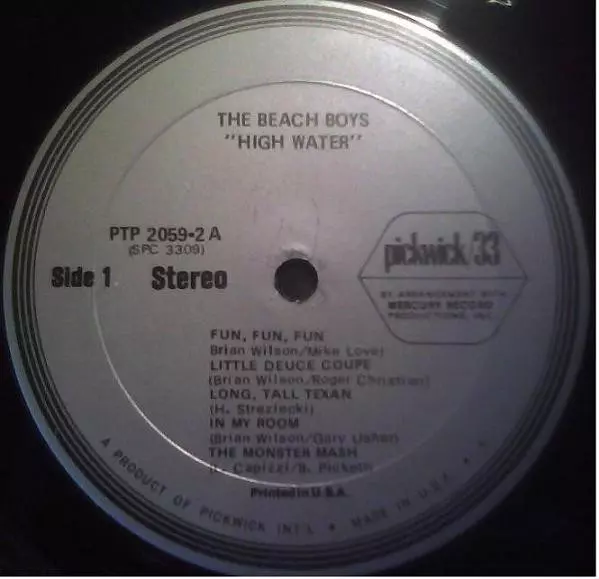 THE BEACH BOYS
"HIGH WATER"
PTP 2059-2 A
(SPC 3309)
Side 1 Stereo
pickwick/33
BY ARRANGEMENT WITH
MERCURY RECORD
PRODUCTIONS, INC.
FUN, FUN, FUN
Brian Wilson/Mike Love)
LITTLE DEUCE COUPE
(Brian Wilson/Roger Christian)
LONG, TALL TEXAN
(H. Strezlecki)
IN MY ROOM
(Brian Wilson/Gary Usher)
THE MONSTER MASH
Capizzi/B. Pickett)
Printed in U.S.A.
A PRODUCT OF PICKWICK INT'L • MADE IN U.S.A.